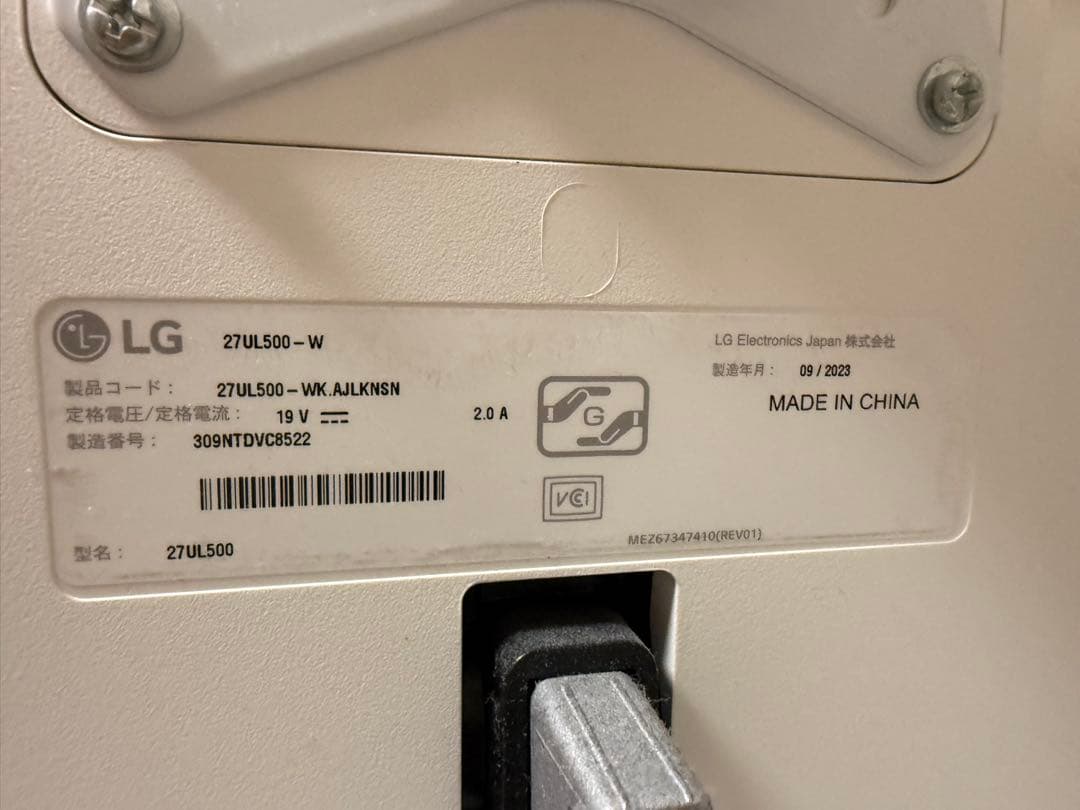 LG 27UL500-W
LG Electronics Japan 株式会社
製造年月： 09/2023
製品コード： 27UL500-WK.AJLKNSN
MADE IN CHINA
定格電圧/定格電流： 19 V 2.0 A
製造番号： 309NTDVC8522
G
VCCI
MEZ67347410(REV01)
型名： 27UL500